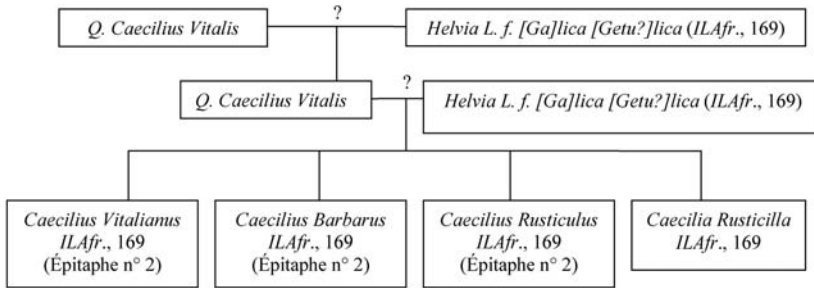 ?
Q. Caecilius Vitalis
Helvia L. f. [Ga]lica [Getu?]lica (ILAfr., 169)
?
Q. Caecilius Vitalis
Helvia L. f. [Ga]lica [Getu?]lica (ILAfr., 169)
Caecilius Vitalianus
ILAfr., 169
(Épitaphe n° 2)
Caecilius Barbarus
ILAfr., 169
(Épitaphe n° 2)
Caecilius Rusticulus
ILAfr., 169
(Épitaphe n° 2)
Caecilia Rusticilla
ILAfr., 169